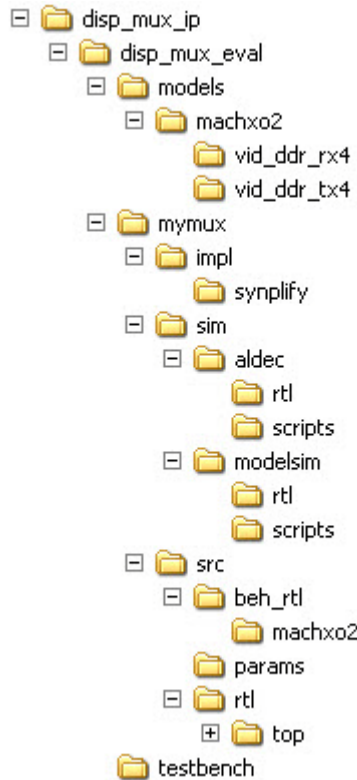 disp_mux_ip
disp_mux_eval
models
machxo2
vid_ddr_rx4
vid_ddr_tx4
mymux
impl
synplify
sim
aldec
rtl
scripts
modelsim
rtl
scripts
src
beh_rtl
machxo2
params
rtl
top
testbench